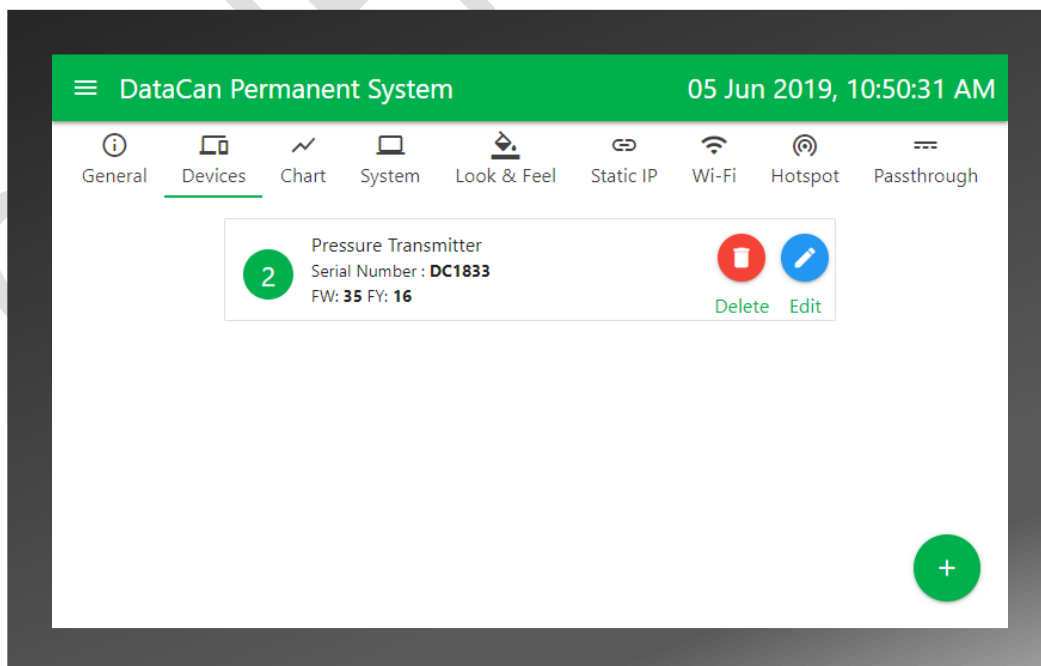 DataCan Permanent System 05 Jun 2019, 10:50:31 AM
General Devices Chart System Look & Feel Static IP Wi-Fi Hotspot Passthrough
2
Pressure Transmitter
Serial Number : DC1833
FW: 35 FY: 16
Delete Edit
+